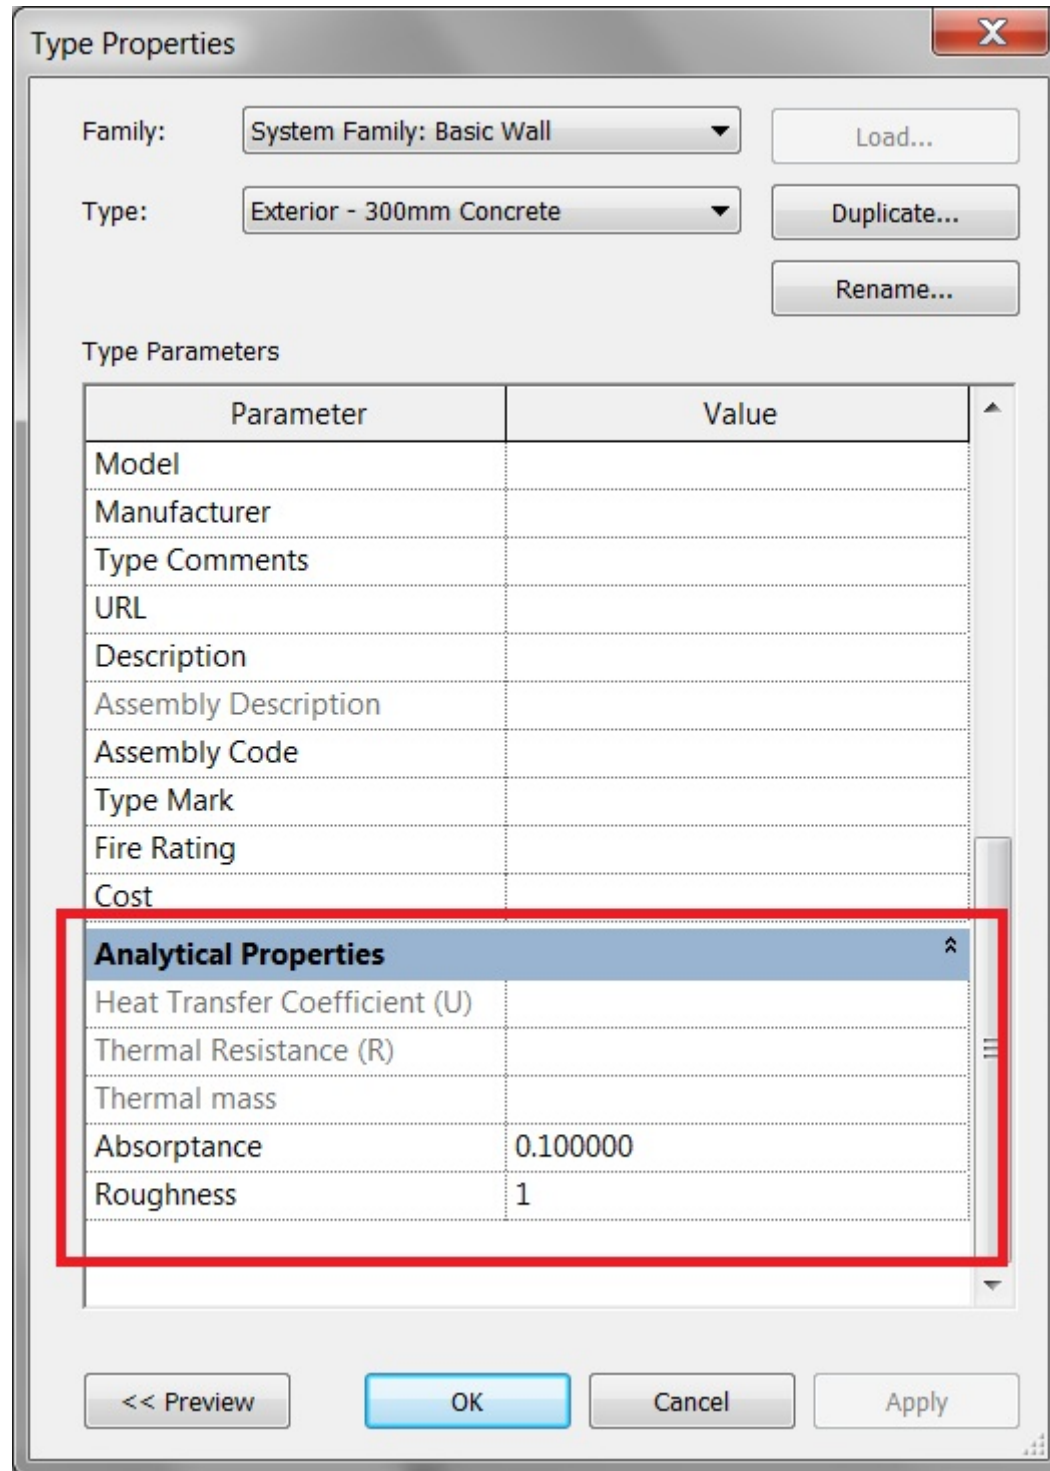 Type Properties
Family: System Family: Basic Wall Load...
Type: Exterior - 300mm Concrete Duplicate...
Rename...
Type Parameters
Parameter Value
Model
Manufacturer
Type Comments
URL
Description
Assembly Description
Assembly Code
Type Mark
Fire Rating
Cost
Analytical Properties
Heat Transfer Coefficient (U)
Thermal Resistance (R)
Thermal mass
Absorptance 0.100000
Roughness 1
<< Preview OK Cancel Apply